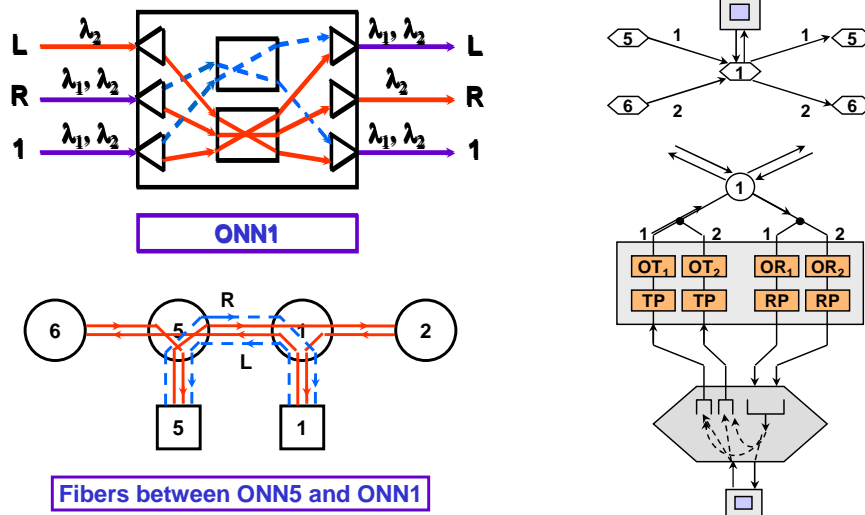 λ₂
λ₁, λ₂
L
L
λ₁, λ₂
λ₂
R
R
λ₁, λ₂
λ₁, λ₂
1
1
ONN1
R
6
5
1
2
L
5
1
Fibers between ONN5 and ONN1
5
1
1
5
1
6
2
2
6
1
1
2
1
2
OT₁
OT₂
OR₁
OR₂
TP
TP
RP
RP